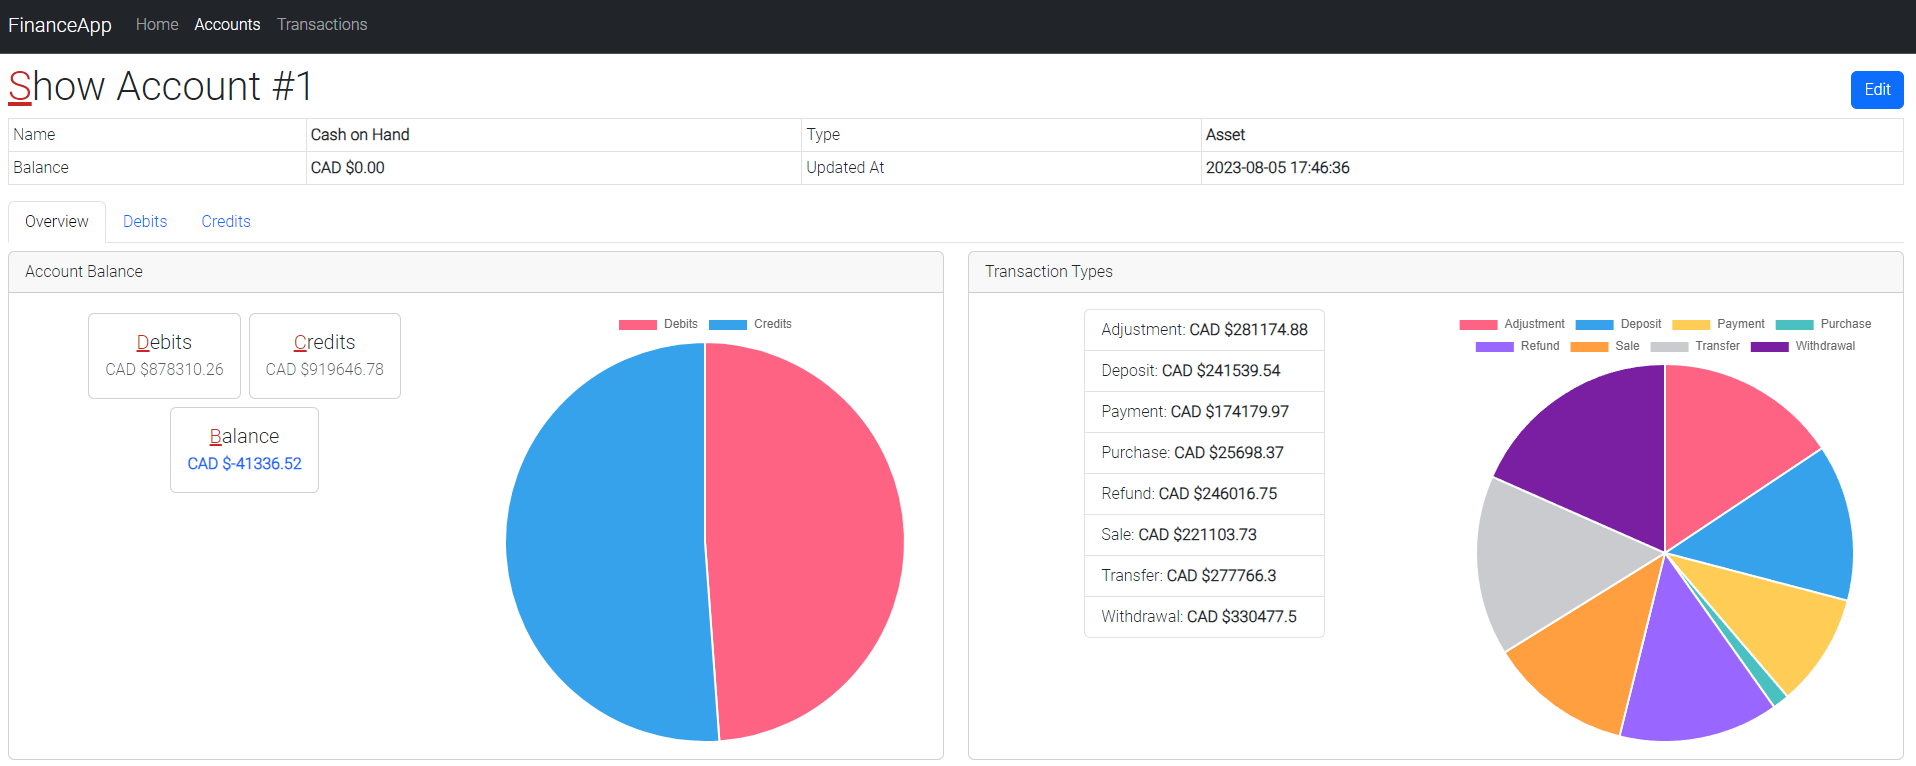 FinanceApp Home Accounts Transactions
Show Account #1
Edit
Name Cash on Hand Type Asset
Balance CAD $0.00 Updated At 2023-08-05 17:46:36
Overview Debits Credits
Account Balance
Debits
CAD $878310.26
Credits
CAD $919646.78
Balance
CAD $-41336.52
Debits Credits
Transaction Types
Adjustment: CAD $281174.88
Deposit: CAD $241539.54
Payment: CAD $174179.97
Purchase: CAD $25698.37
Refund: CAD $246016.75
Sale: CAD $221103.73
Transfer: CAD $277766.3
Withdrawal: CAD $330477.5
Adjustment Deposit Payment Purchase
Refund Sale Transfer Withdrawal